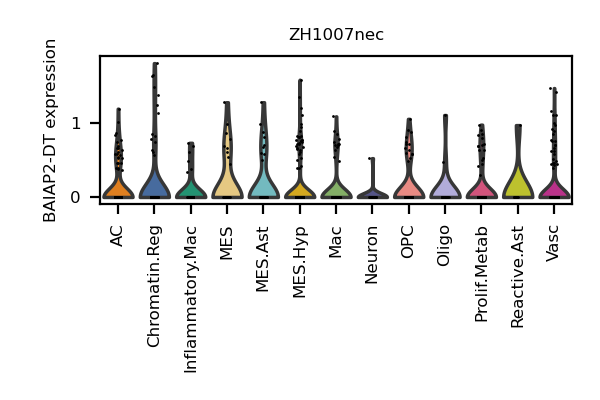 ZH1007nec
BAIAP2-DT expression
1
0
AC
Chromatin.Reg
Inflammatory.Mac
MES
MES.Ast
MES.Hyp
Mac
Neuron
OPC
Oligo
Prolif.Metab
Reactive.Ast
Vasc